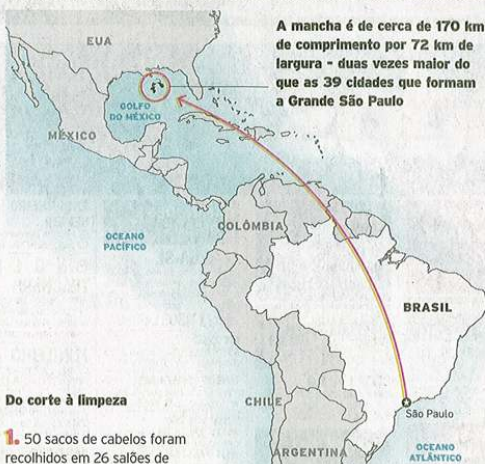 A mancha é de cerca de 170 km
de comprimento por 72 km de
largura - duas vezes maior do
que as 39 cidades que formam
a Grande São Paulo
EUA
GOLFO
DO MÉXICO
MÉXICO
OCEANO
PACÍFICO
COLÔMBIA
BRASIL
Do corte à limpeza
CHILE
São Paulo
1. 50 sacos de cabelos foram
recolhidos em 26 salões de
ARGENTINA
OCEANO
ATLÂNTICO